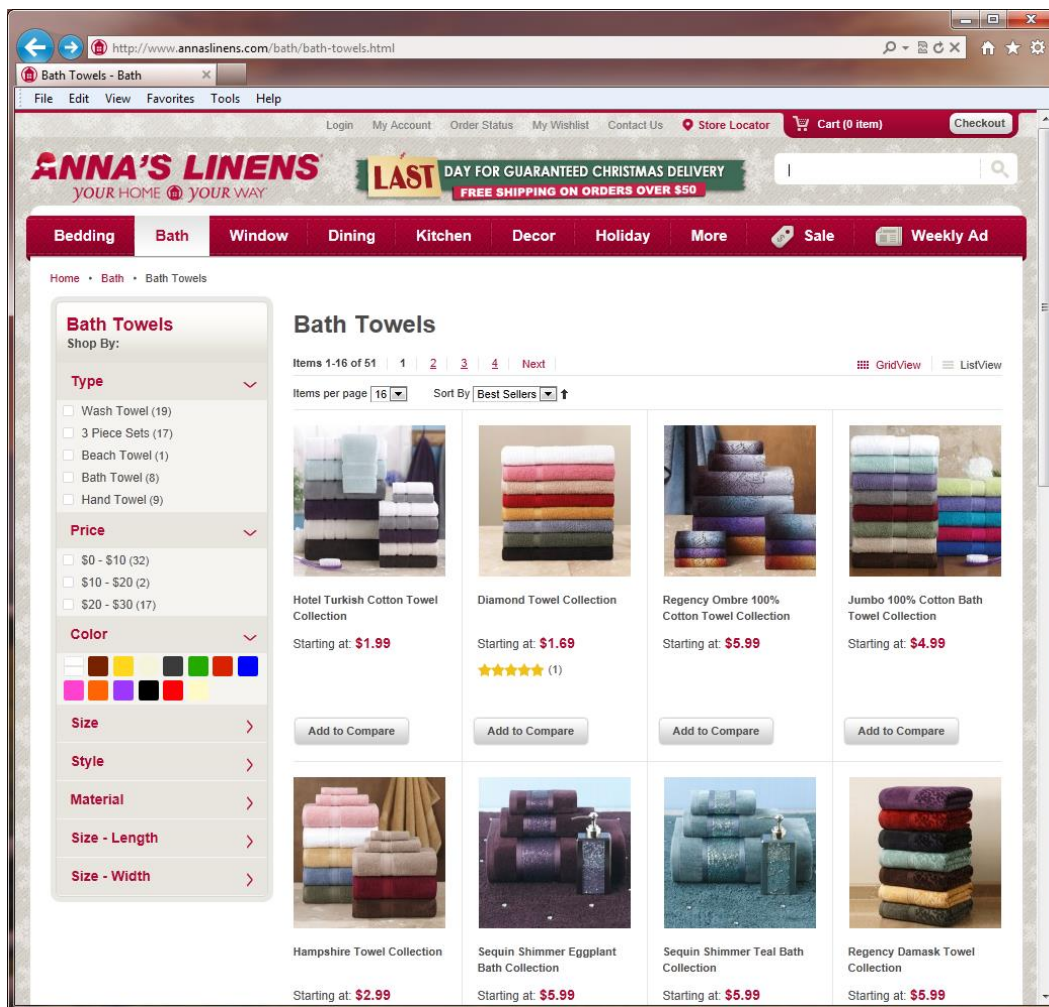 http://www.annaslinens.com/bath/bath-towels.html
Bath Towels - Bath
File Edit View Favorites Tools Help
Login My Account Order Status My Wishlist Contact Us Store Locator Cart (0 item) Checkout
ANNA'S LINENS
YOUR HOME YOUR WAY
LAST DAY FOR GUARANTEED CHRISTMAS DELIVERY
FREE SHIPPING ON ORDERS OVER $50
Bedding Bath Window Dining Kitchen Decor Holiday More Sale Weekly Ad
Home • Bath • Bath Towels
Bath Towels
Shop By:
Type
Wash Towel (19)
3 Piece Sets (17)
Beach Towel (1)
Bath Towel (8)
Hand Towel (9)
Price
$0 - $10 (32)
$10 - $20 (2)
$20 - $30 (17)
Color
Size
Style
Material
Size - Length
Size - Width
Bath Towels
Items 1-16 of 51 1 2 3 4 Next GridView ListView
Items per page 16 Sort By Best Sellers
Hotel Turkish Cotton Towel
Collection
Starting at: $1.99
Add to Compare
Diamond Towel Collection
Starting at: $1.69
(1)
Add to Compare
Regency Ombre 100%
Cotton Towel Collection
Starting at: $5.99
Add to Compare
Jumbo 100% Cotton Bath
Towel Collection
Starting at: $4.99
Add to Compare
Hampshire Towel Collection
Starting at: $2.99
Sequin Shimmer Eggplant
Bath Collection
Starting at: $5.99
Sequin Shimmer Teal Bath
Collection
Starting at: $5.99
Regency Damask Towel
Collection
Starting at: $5.99